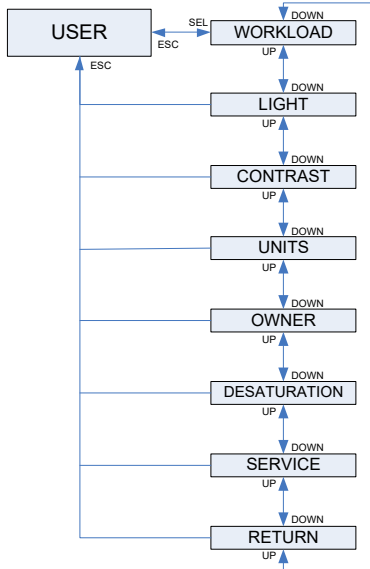 DOWN
USER
SEL
WORKLOAD
ESC
UP
ESC
DOWN
LIGHT
UP
DOWN
CONTRAST
UP
DOWN
UNITS
UP
DOWN
OWNER
UP
DOWN
DESATURATION
UP
DOWN
SERVICE
UP
DOWN
RETURN
UP